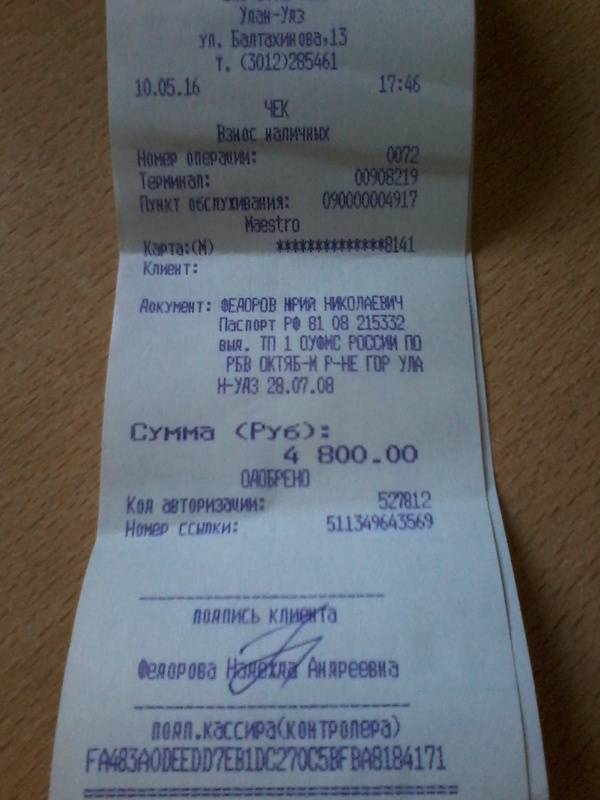 Улан-Удэ
ул. Балтахинова,13
т. (3012)285461
10.05.16 17:46
ЧЕК
Взнос наличных
Номер операции: 0072
Терминал: 00908219
Пункт обслуживания: 090000004917
Maestro
Карта:(М) **************8141
Клиент:
Документ: ФЕДОРОВ ЮРИЙ НИКОЛАЕВИЧ
Паспорт РФ 81 08 215332
выд. ТП 1 ОУФМС РОССИИ ПО
РБВ ОКТЯБ-М Р-НЕ ГОР УЛА
Н-УДЭ 28.07.08
Сумма (Руб):
4 800.00
ОДОБРЕНО
Код авторизации: 527812
Номер ссылки: 511349643569
подпись клиента
Федорова Надежда Андреевна
подп.кассира(контролера)
FA483A0DEEDD7EB1DC270C5BFBA8184171